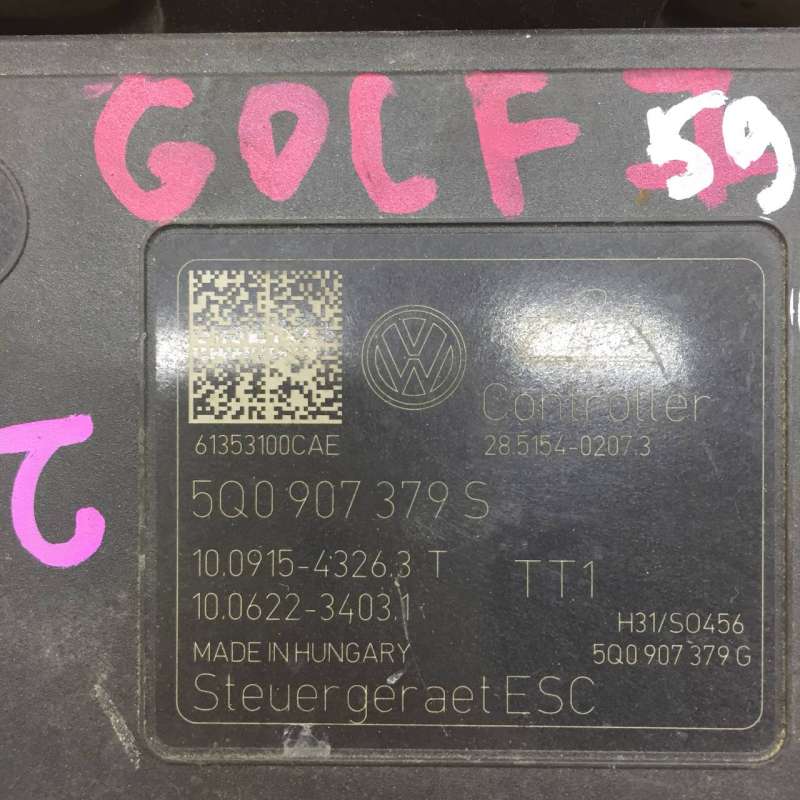 GOLF
59
61353100CAE
Controller
28.5154-0207.3
5Q0 907 379 S
10.0915-4326.3 T
TT1
10.0622-3403.1
H31/S0456
MADE IN HUNGARY
5Q0 907 379 G
Steuergeraet ESC
2